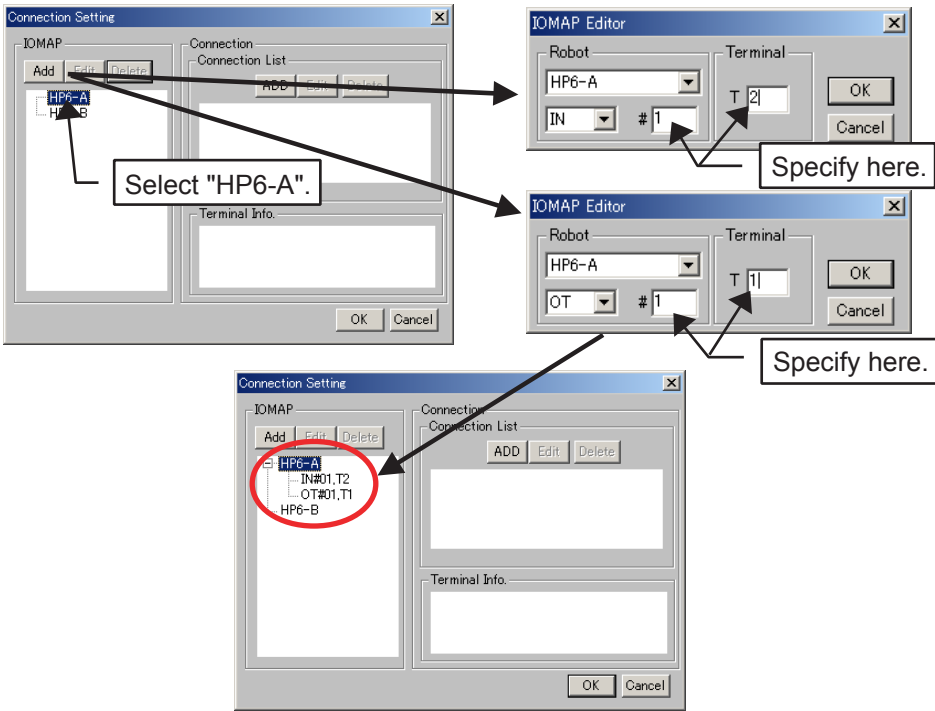 Connection Setting
IOMAP
Add Edit Delete
HP6-A
HP6-B
Select "HP6-A".
Connection
Connection List
ADD Edit Delete
Terminal Info.
OK Cancel
IOMAP Editor
Robot
HP6-A
IN # 1
Terminal
T 2
OK
Cancel
Specify here.
IOMAP Editor
Robot
HP6-A
OT # 1
Terminal
T 1
OK
Cancel
Specify here.
Connection Setting
IOMAP
Add Edit Delete
HP6-A
IN#01,T2
OT#01,T1
HP6-B
Connection
Connection List
ADD Edit Delete
Terminal Info.
OK Cancel